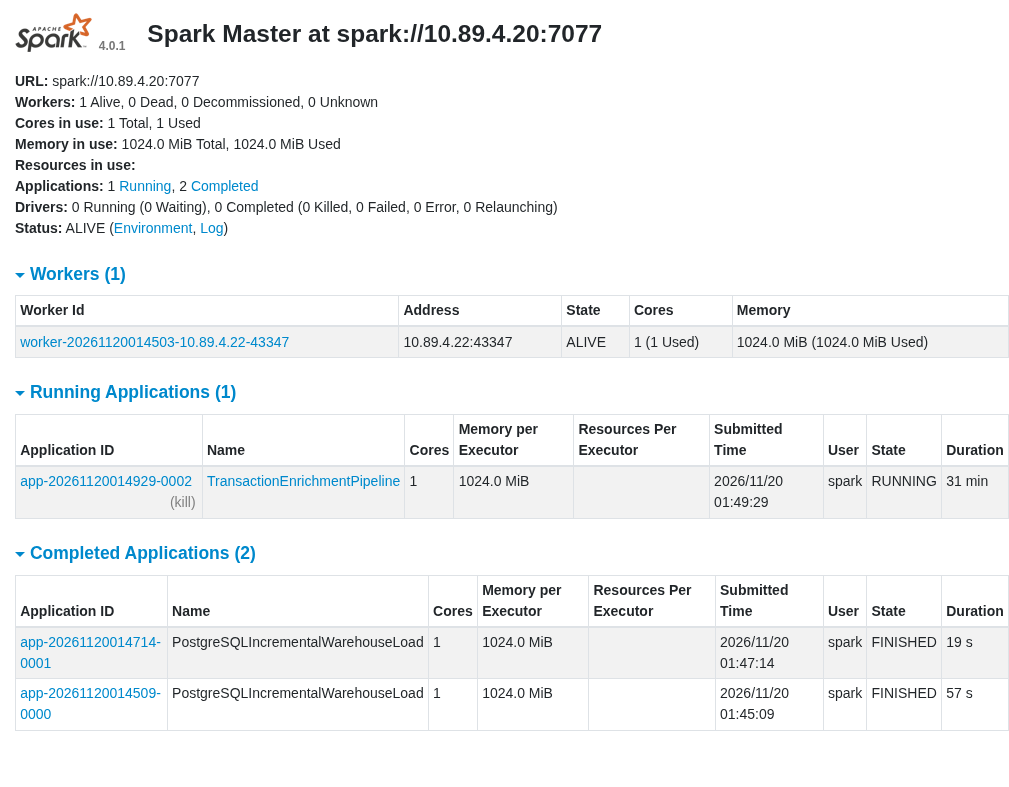 APACHE
Spark™ 4.0.1
Spark Master at spark://10.89.4.20:7077
URL: spark://10.89.4.20:7077
Workers: 1 Alive, 0 Dead, 0 Decommissioned, 0 Unknown
Cores in use: 1 Total, 1 Used
Memory in use: 1024.0 MiB Total, 1024.0 MiB Used
Resources in use:
Applications: 1 Running, 2 Completed
Drivers: 0 Running (0 Waiting), 0 Completed (0 Killed, 0 Failed, 0 Error, 0 Relaunching)
Status: ALIVE (Environment, Log)
Workers (1)
Worker Id Address State Cores Memory
worker-20261120014503-10.89.4.22-43347 10.89.4.22:43347 ALIVE 1 (1 Used) 1024.0 MiB (1024.0 MiB Used)
Running Applications (1)
Memory per Resources Per Submitted
Application ID Name Cores Executor Executor Time User State Duration
app-20261120014929-0002 TransactionEnrichmentPipeline 1 1024.0 MiB 2026/11/20 spark RUNNING 31 min
(kill) 01:49:29
Completed Applications (2)
Memory per Resources Per Submitted
Application ID Name Cores Executor Executor Time User State Duration
app-20261120014714- PostgreSQLIncrementalWarehouseLoad 1 1024.0 MiB 2026/11/20 spark FINISHED 19 s
0001 01:47:14
app-20261120014509- PostgreSQLIncrementalWarehouseLoad 1 1024.0 MiB 2026/11/20 spark FINISHED 57 s
0000 01:45:09